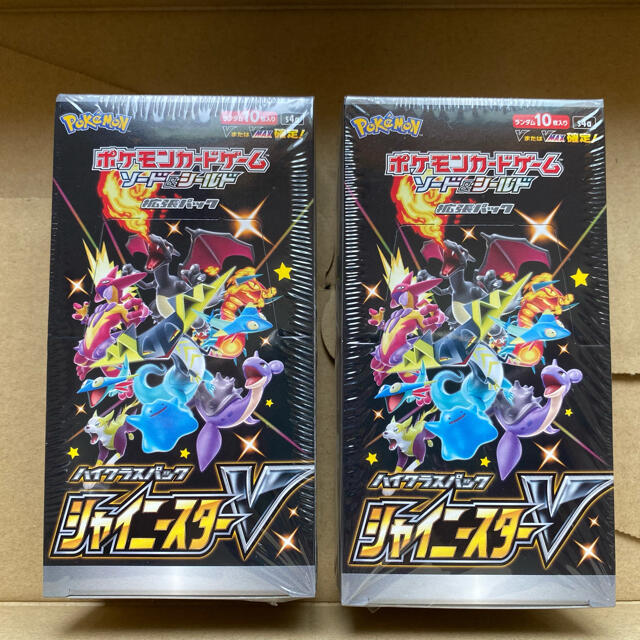 POKÉMON
ランダム10枚入り
s4a
VまたはVMAX確定!
ポケモンカードゲーム
ソード&シールド
拡張パック
ハイクラスパック
シャイニースターV
POKÉMON
ランダム10枚入り
s4a
VまたはVMAX確定!
ポケモンカードゲーム
ソード&シールド
拡張パック
ハイクラスパック
シャイニースターV